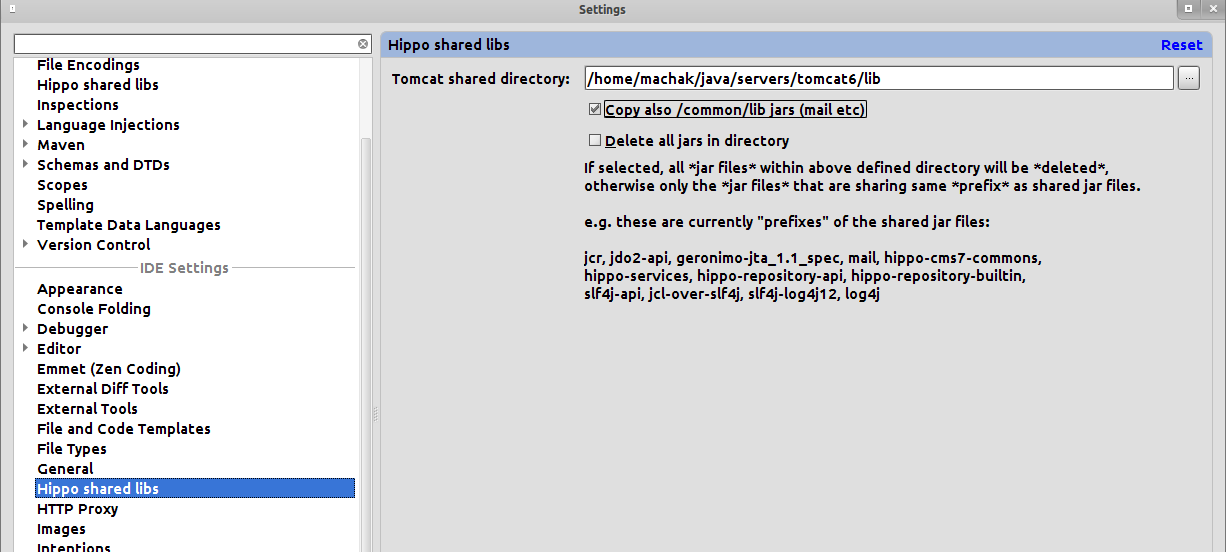 Settings
File Encodings
Hippo shared libs
Inspections
Language Injections
Maven
Schemas and DTDs
Scopes
Spelling
Template Data Languages
Version Control
IDE Settings
Appearance
Console Folding
Debugger
Editor
Emmet (Zen Coding)
External Diff Tools
External Tools
File and Code Templates
File Types
General
Hippo shared libs
HTTP Proxy
Images
Intentions
Hippo shared libs
Reset
Tomcat shared directory: /home/machak/java/servers/tomcat6/lib ...
Copy also /common/lib jars (mail etc)
Delete all jars in directory
If selected, all *jar files* within above defined directory will be *deleted*,
otherwise only the *jar files* that are sharing same *prefix* as shared jar files.
e.g. these are currently "prefixes" of the shared jar files:
jcr, jdo2-api, geronimo-jta_1.1_spec, mail, hippo-cms7-commons,
hippo-services, hippo-repository-api, hippo-repository-builtin,
slf4j-api, jcl-over-slf4j, slf4j-log4j12, log4j